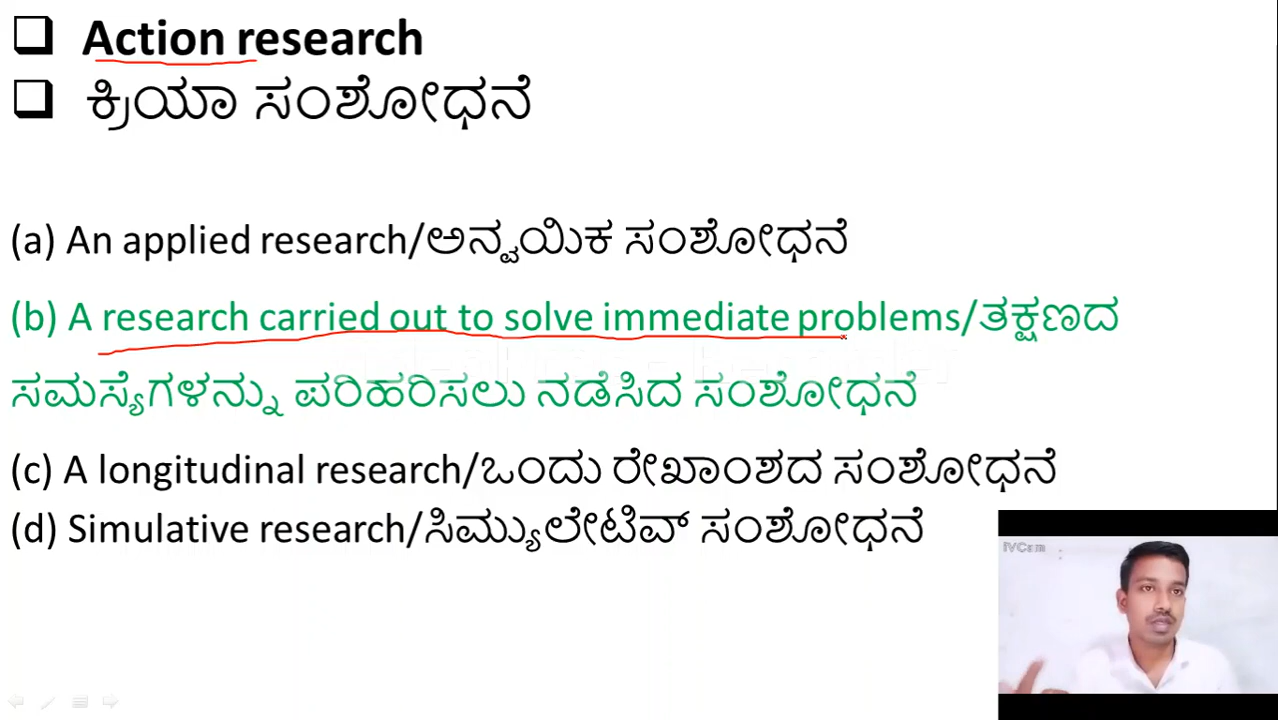 Action research
ಕ್ರಿಯಾ ಸಂಶೋಧನೆ
(a) An applied research/ಅನ್ವಯಿಕ ಸಂಶೋಧನೆ
(b) A research carried out to solve immediate problems/ತಕ್ಷಣದ
ಸಮಸ್ಯೆಗಳನ್ನು ಪರಿಹರಿಸಲು ನಡೆಸಿದ ಸಂಶೋಧನೆ
(c) A longitudinal research/ಒಂದು ರೇಖಾಂಶದ ಸಂಶೋಧನೆ
(d) Simulative research/ಸಿಮ್ಯುಲೇಟಿವ್ ಸಂಶೋಧನೆ
iVCam